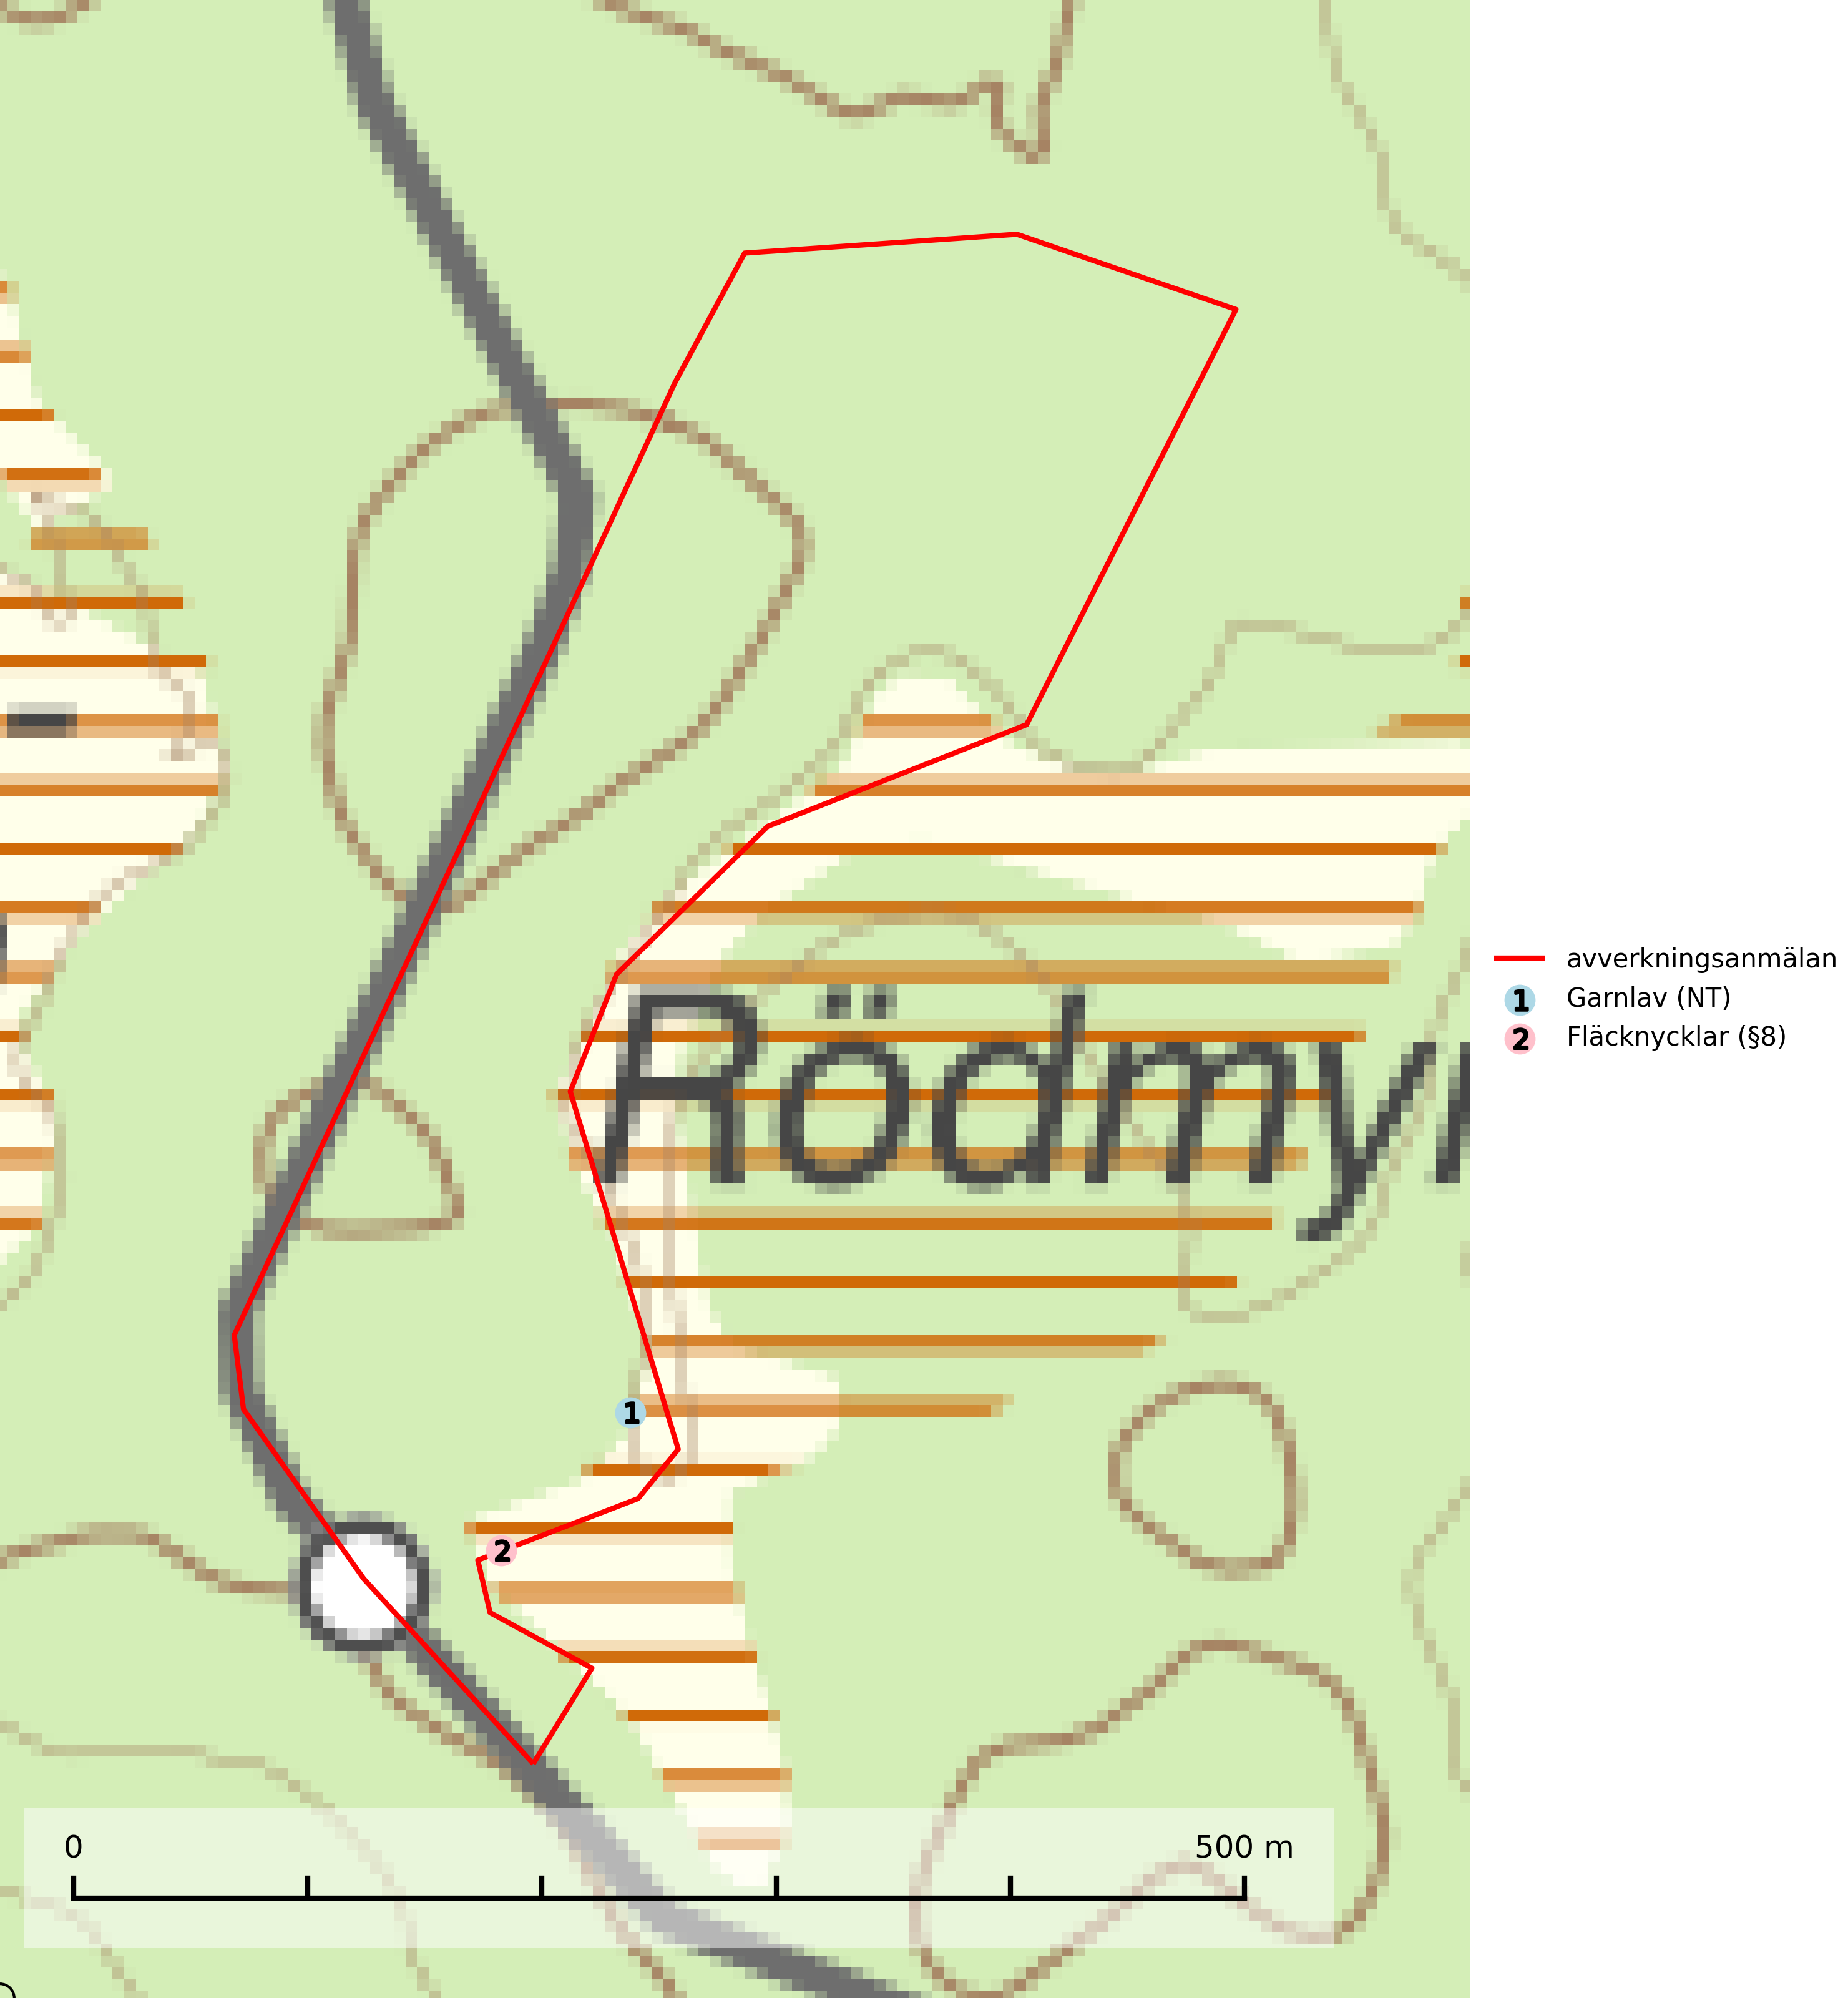 Rödmy
avverkningsanmälan
1 Garnlav (NT)
2 Fläcknycklar (§8)
1
2
0 500 m